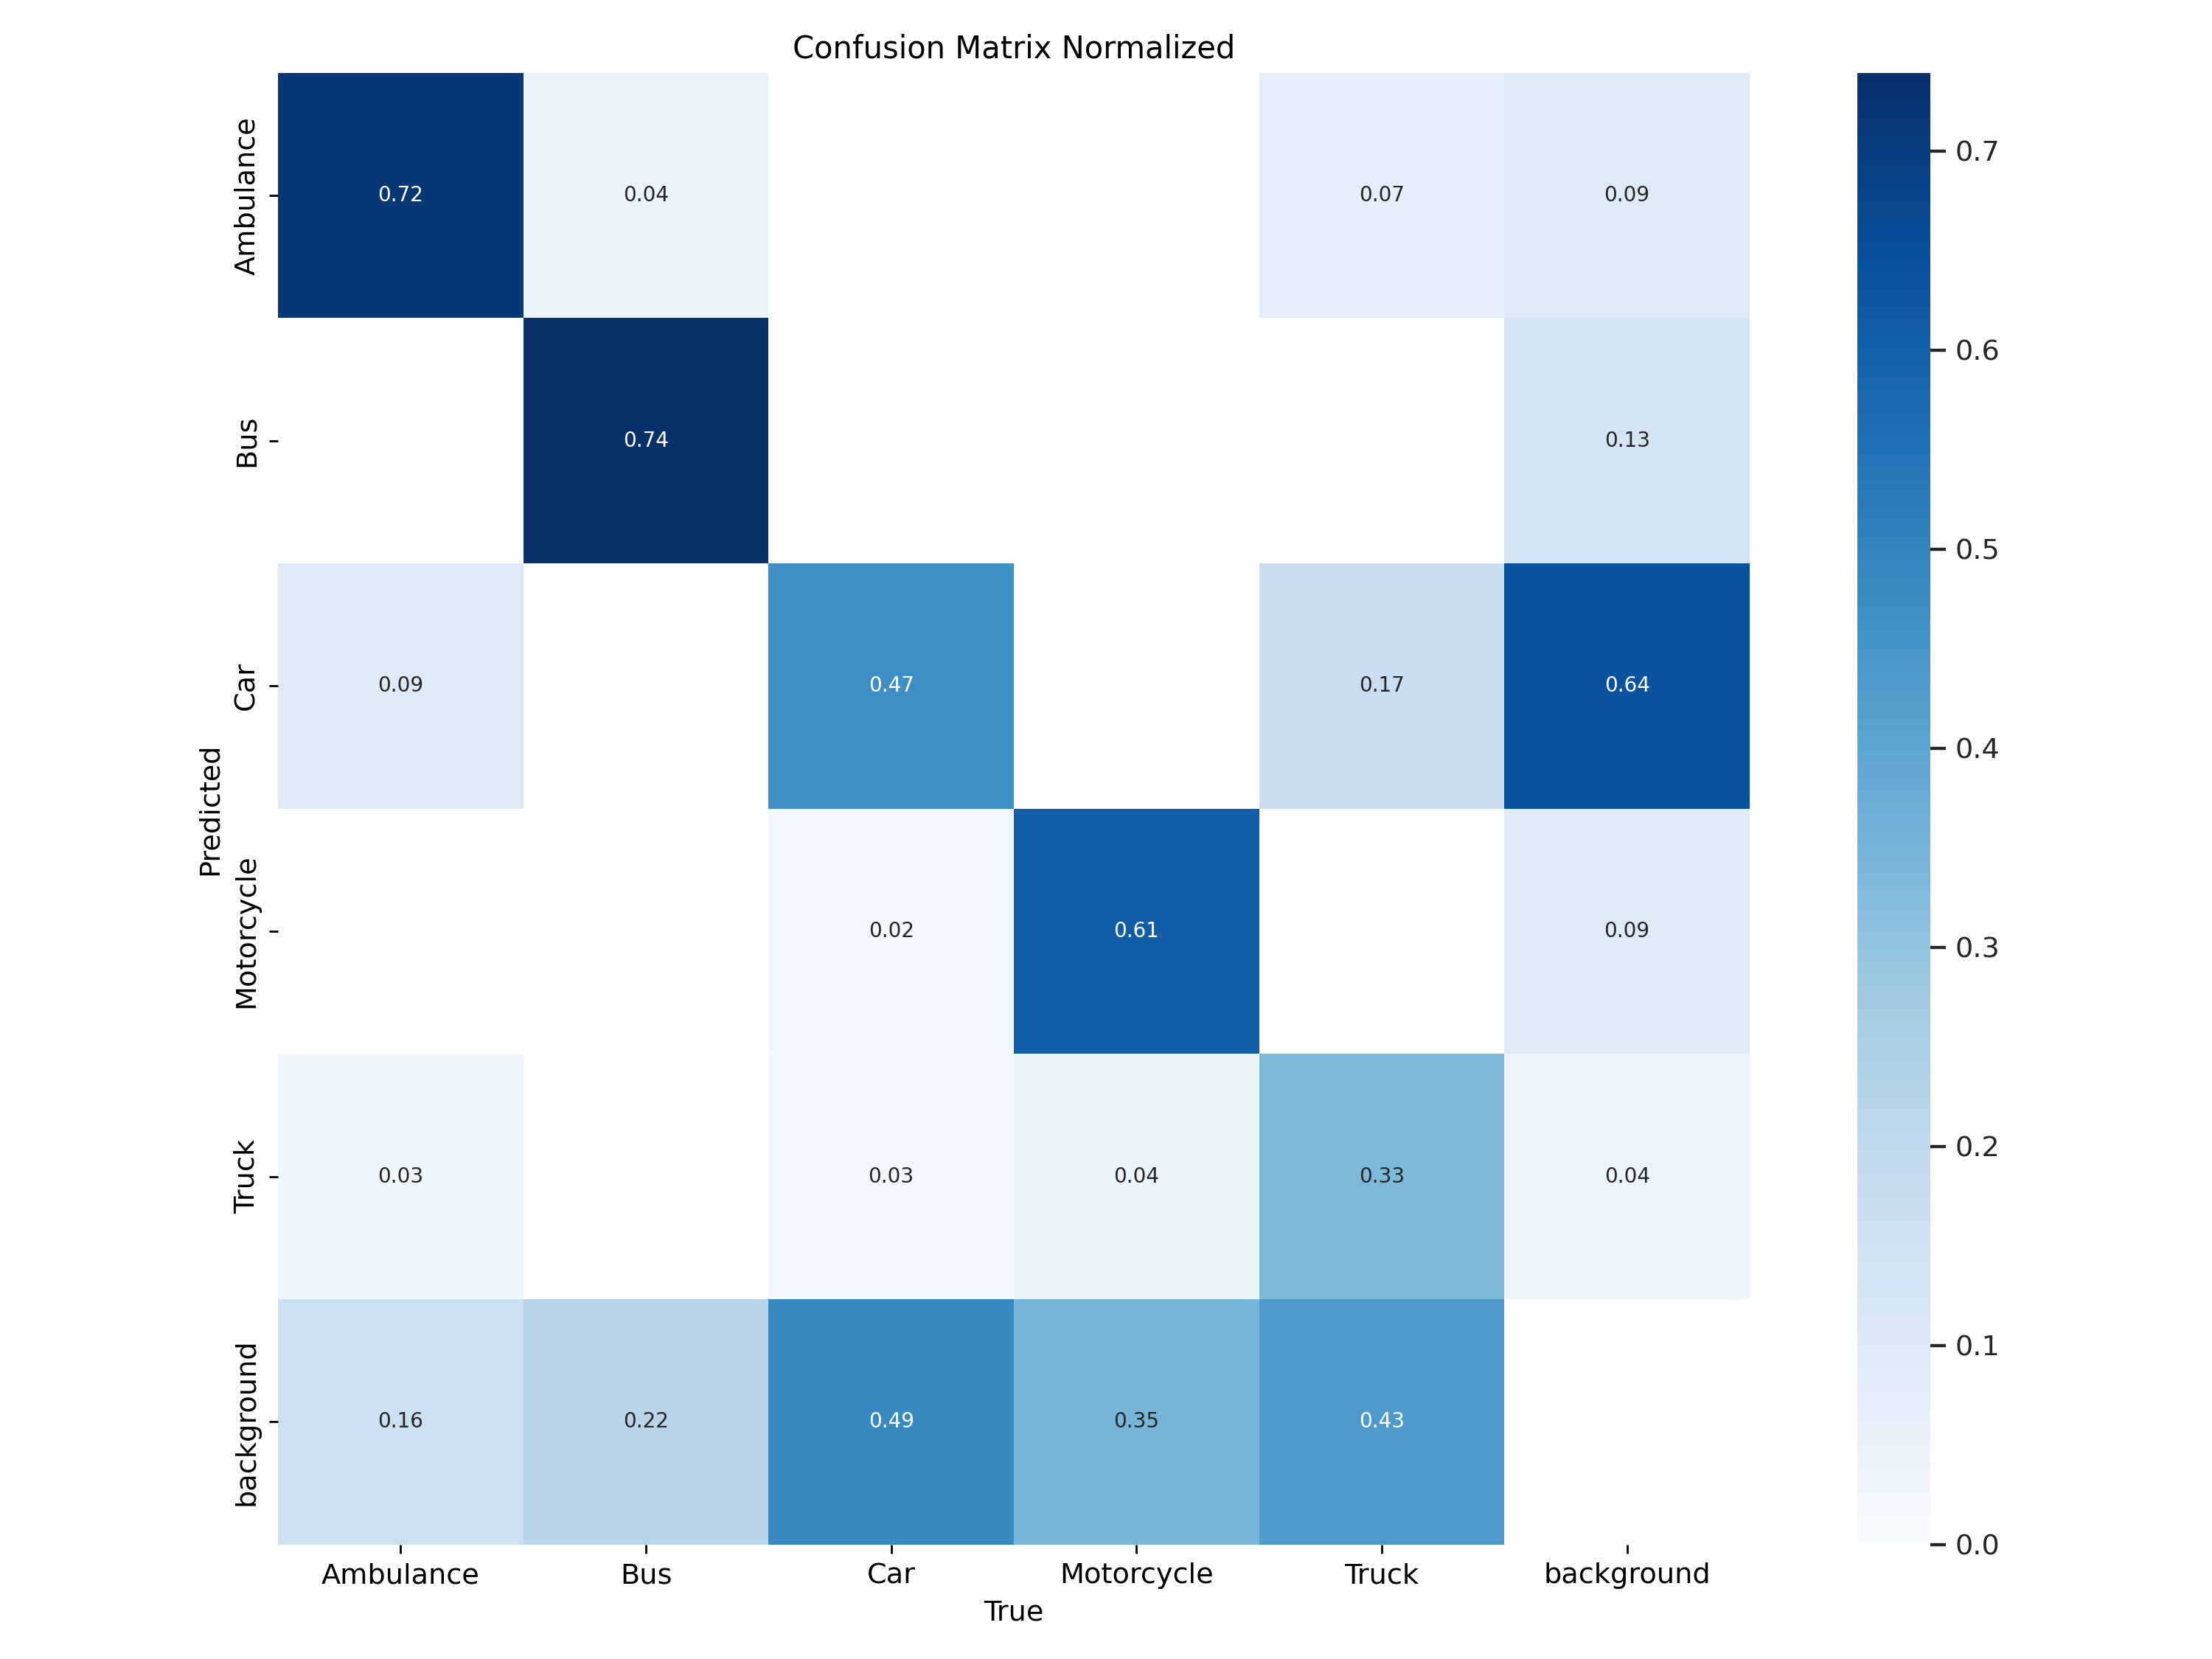 Confusion Matrix Normalized
Ambulance
0.72
0.04
0.07
0.09
0.7
Bus
0.74
0.13
0.6
Car
0.09
0.47
0.17
0.64
0.5
Predicted
0.4
Motorcycle
0.02
0.61
0.09
0.3
Truck
0.03
0.03
0.04
0.33
0.04
0.2
background
0.16
0.22
0.49
0.35
0.43
0.1
0.0
Ambulance
Bus
Car
Motorcycle
Truck
background
True